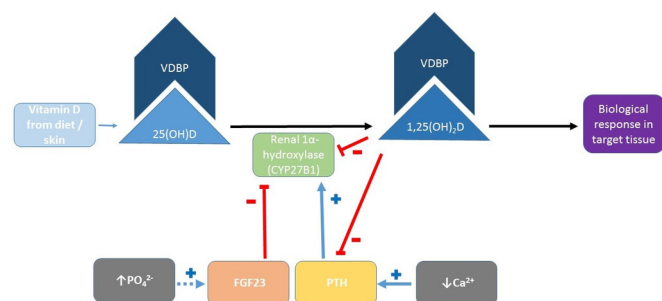 VDBP
VDBP
Vitamin D
from diet /
skin
25(OH)D
1,25(OH)₂D
Biological
response in
target tissue
Renal 1α-
hydroxylase
(CYP27B1)
-
-
+
-
↑PO₄²⁻
+
FGF23
PTH
+
↓Ca²⁺